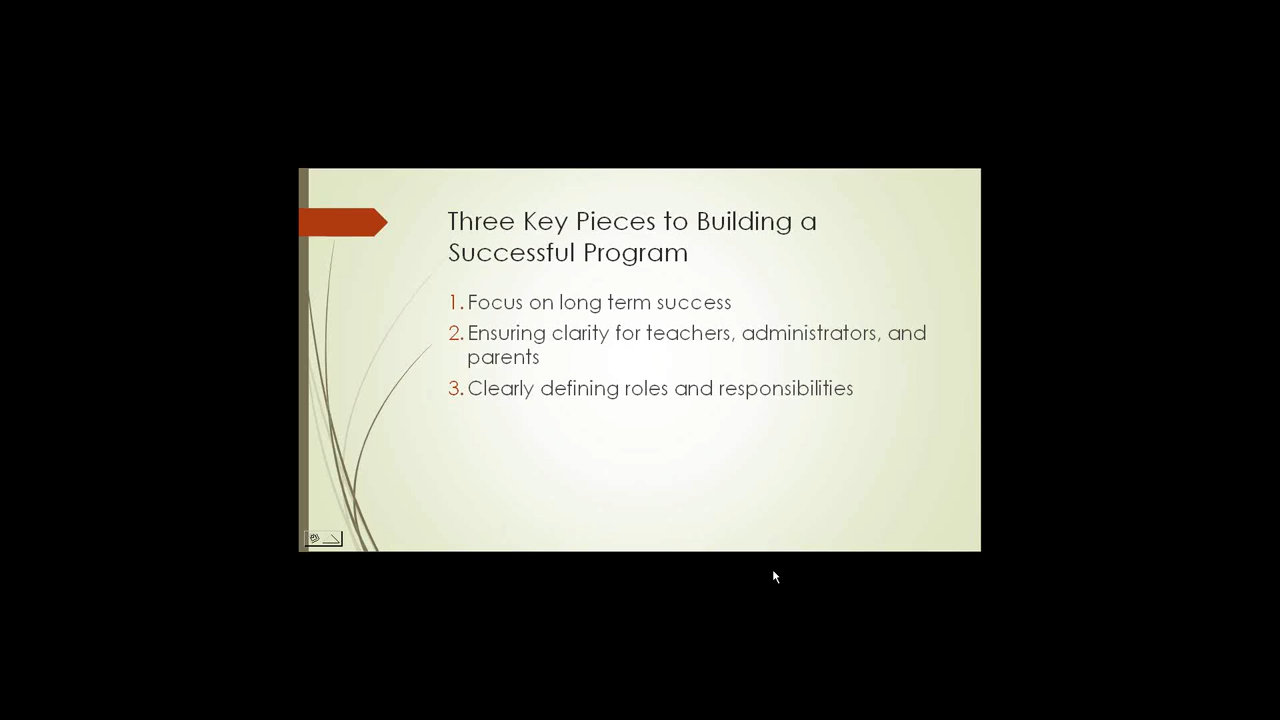 Three Key Pieces to Building a
Successful Program
1. Focus on long term success
2. Ensuring clarity for teachers, administrators, and
parents
3. Clearly defining roles and responsibilities